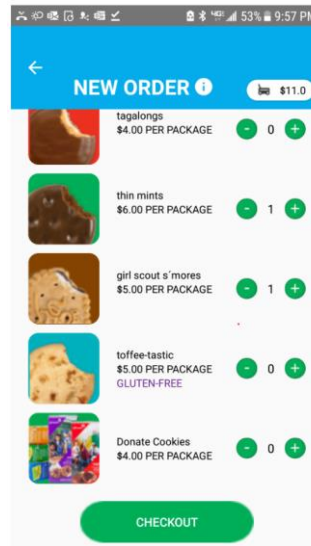 53% 9:57 PM
NEW ORDER
$11.0
tagalongs
$4.00 PER PACKAGE
- 0 +
thin mints
$6.00 PER PACKAGE
- 1 +
girl scout s´mores
$5.00 PER PACKAGE
- 1 +
toffee-tastic
$5.00 PER PACKAGE
GLUTEN-FREE
- 0 +
Donate Cookies
$4.00 PER PACKAGE
- 0 +
CHECKOUT